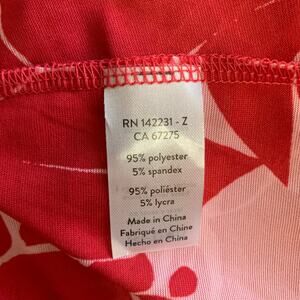 RN 142231 - Z
CA 67275
95% polyester
5% spandex
95% poliéster
5% lycra
Made in China
Fabriqué en Chine
Hecho en China